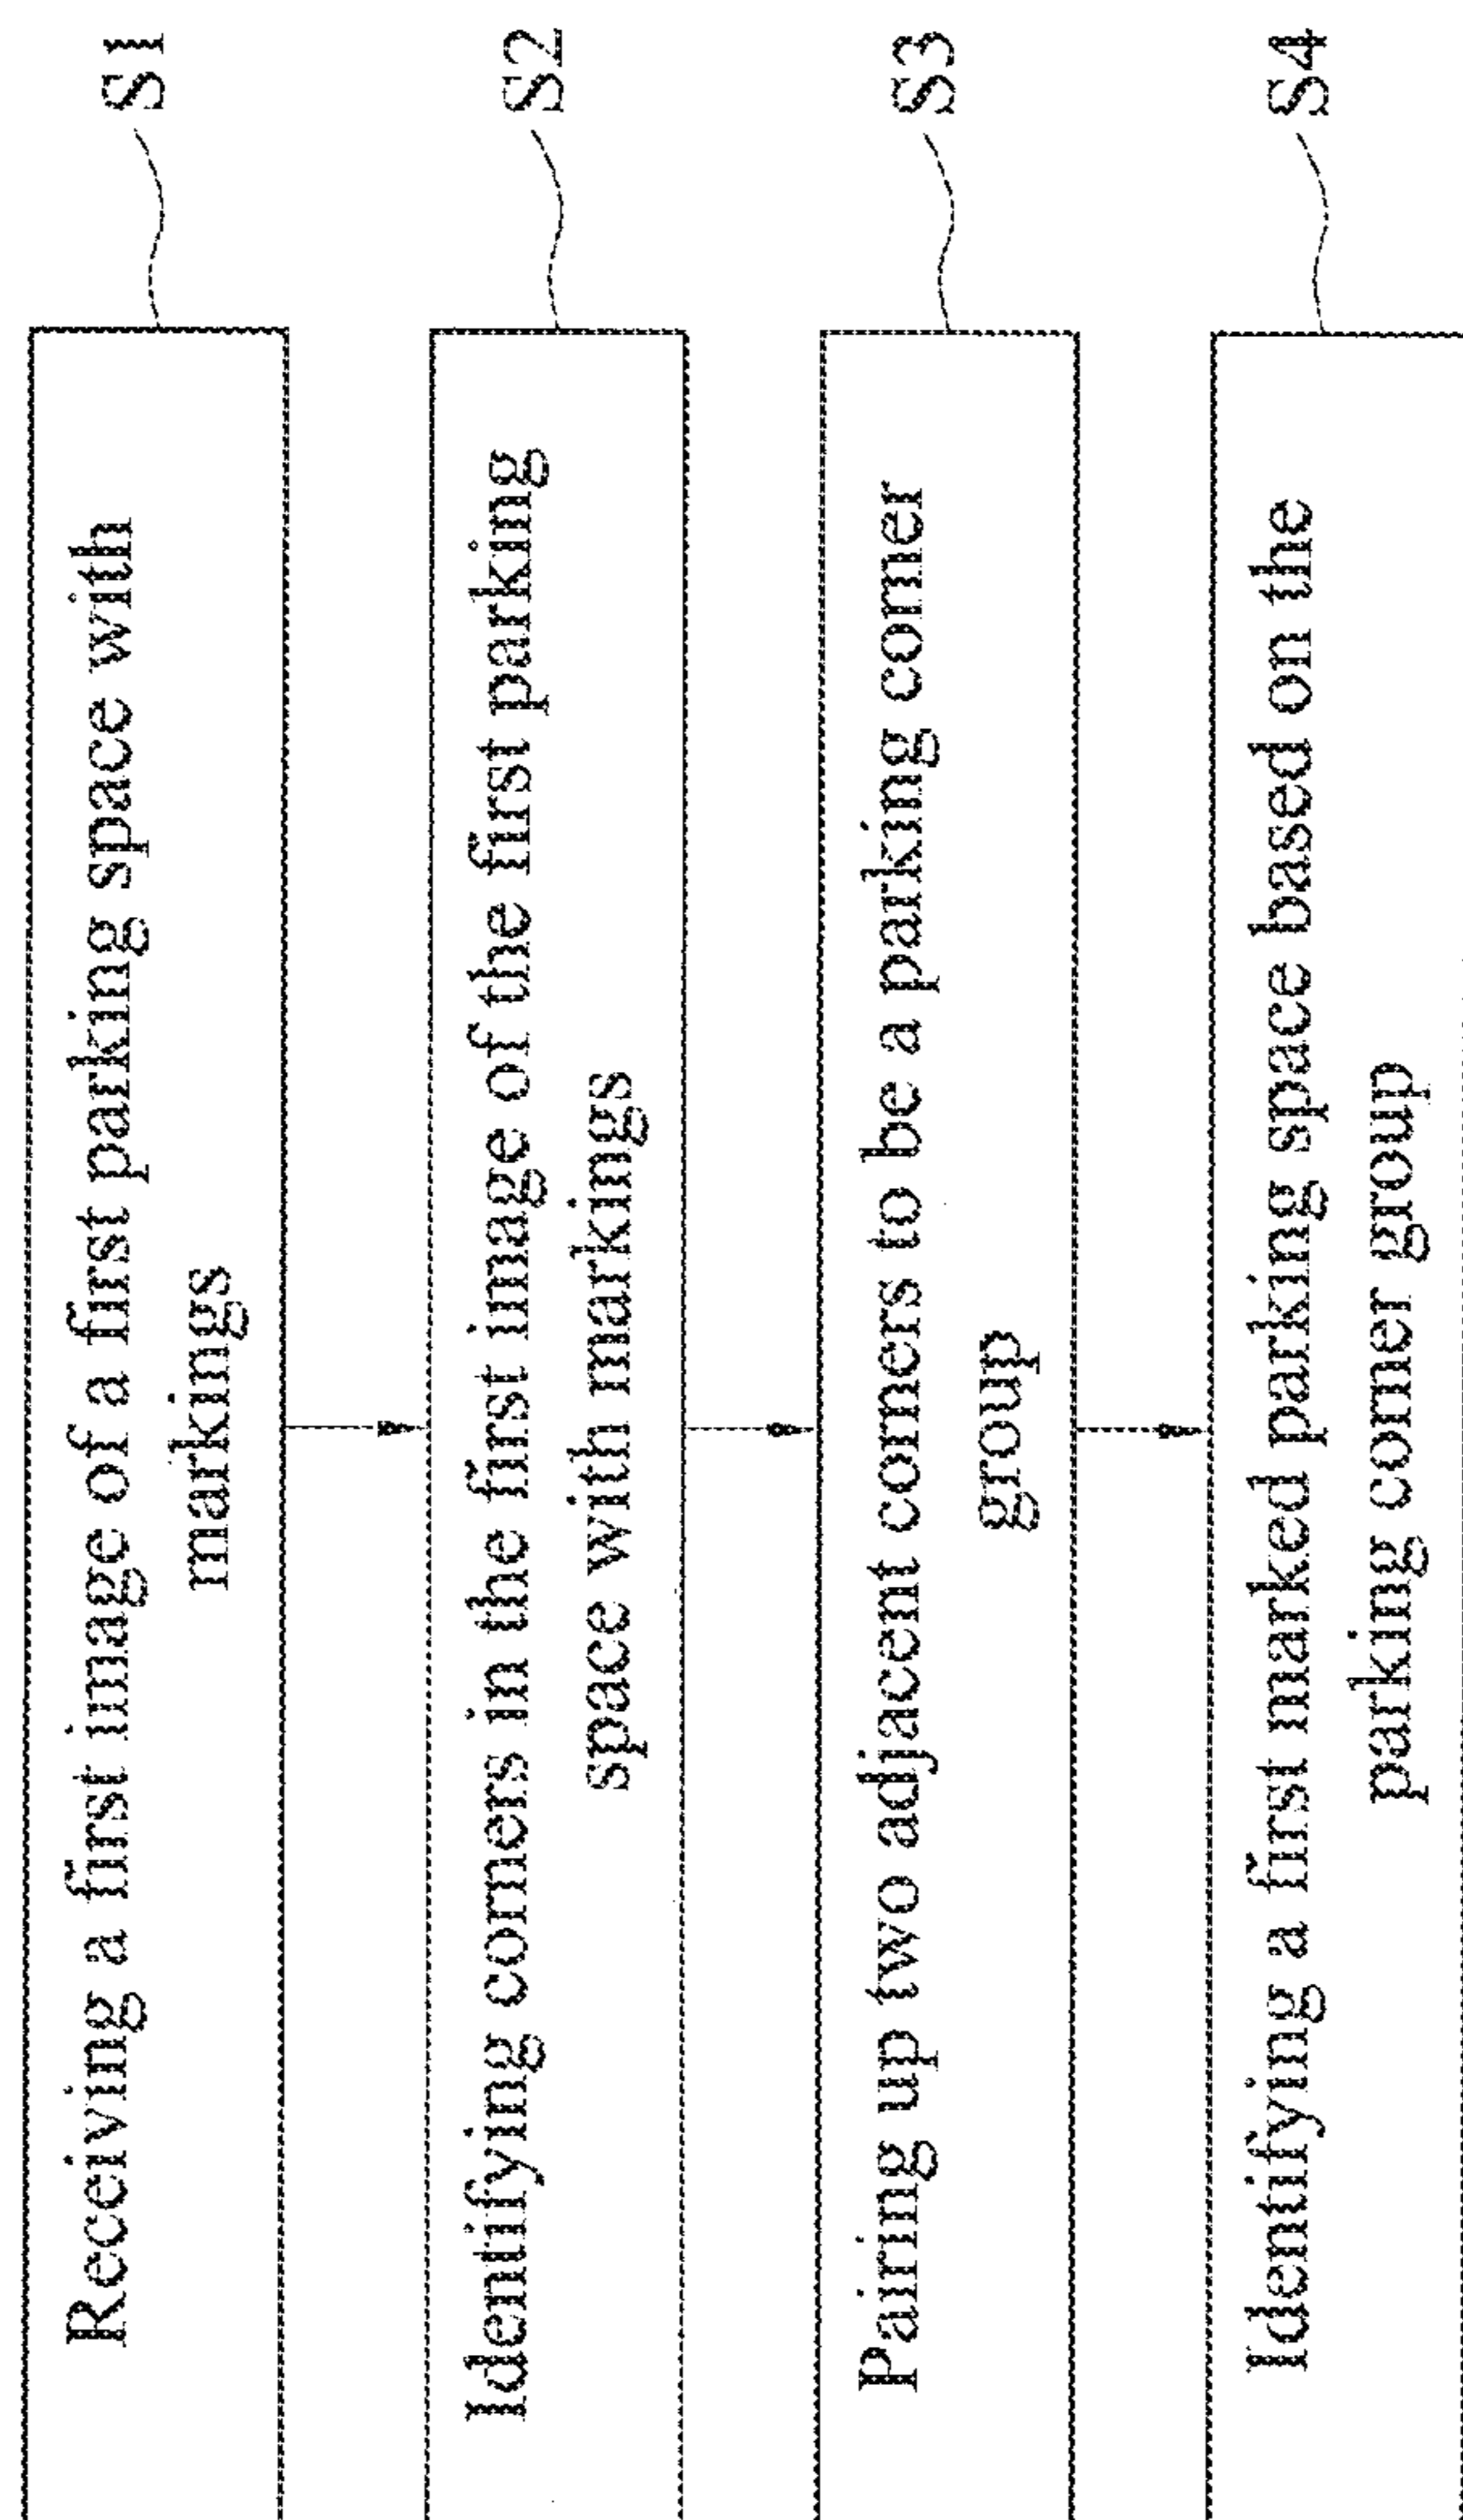 Receiving a first image of a first parking space with
markings
S1
Identifying corners in the first image of the first parking
space with markings
S2
Pairing up two adjacent corners to be a parking corner
group
S3
Identifying a first marked parking space based on the
parking corner group
S4